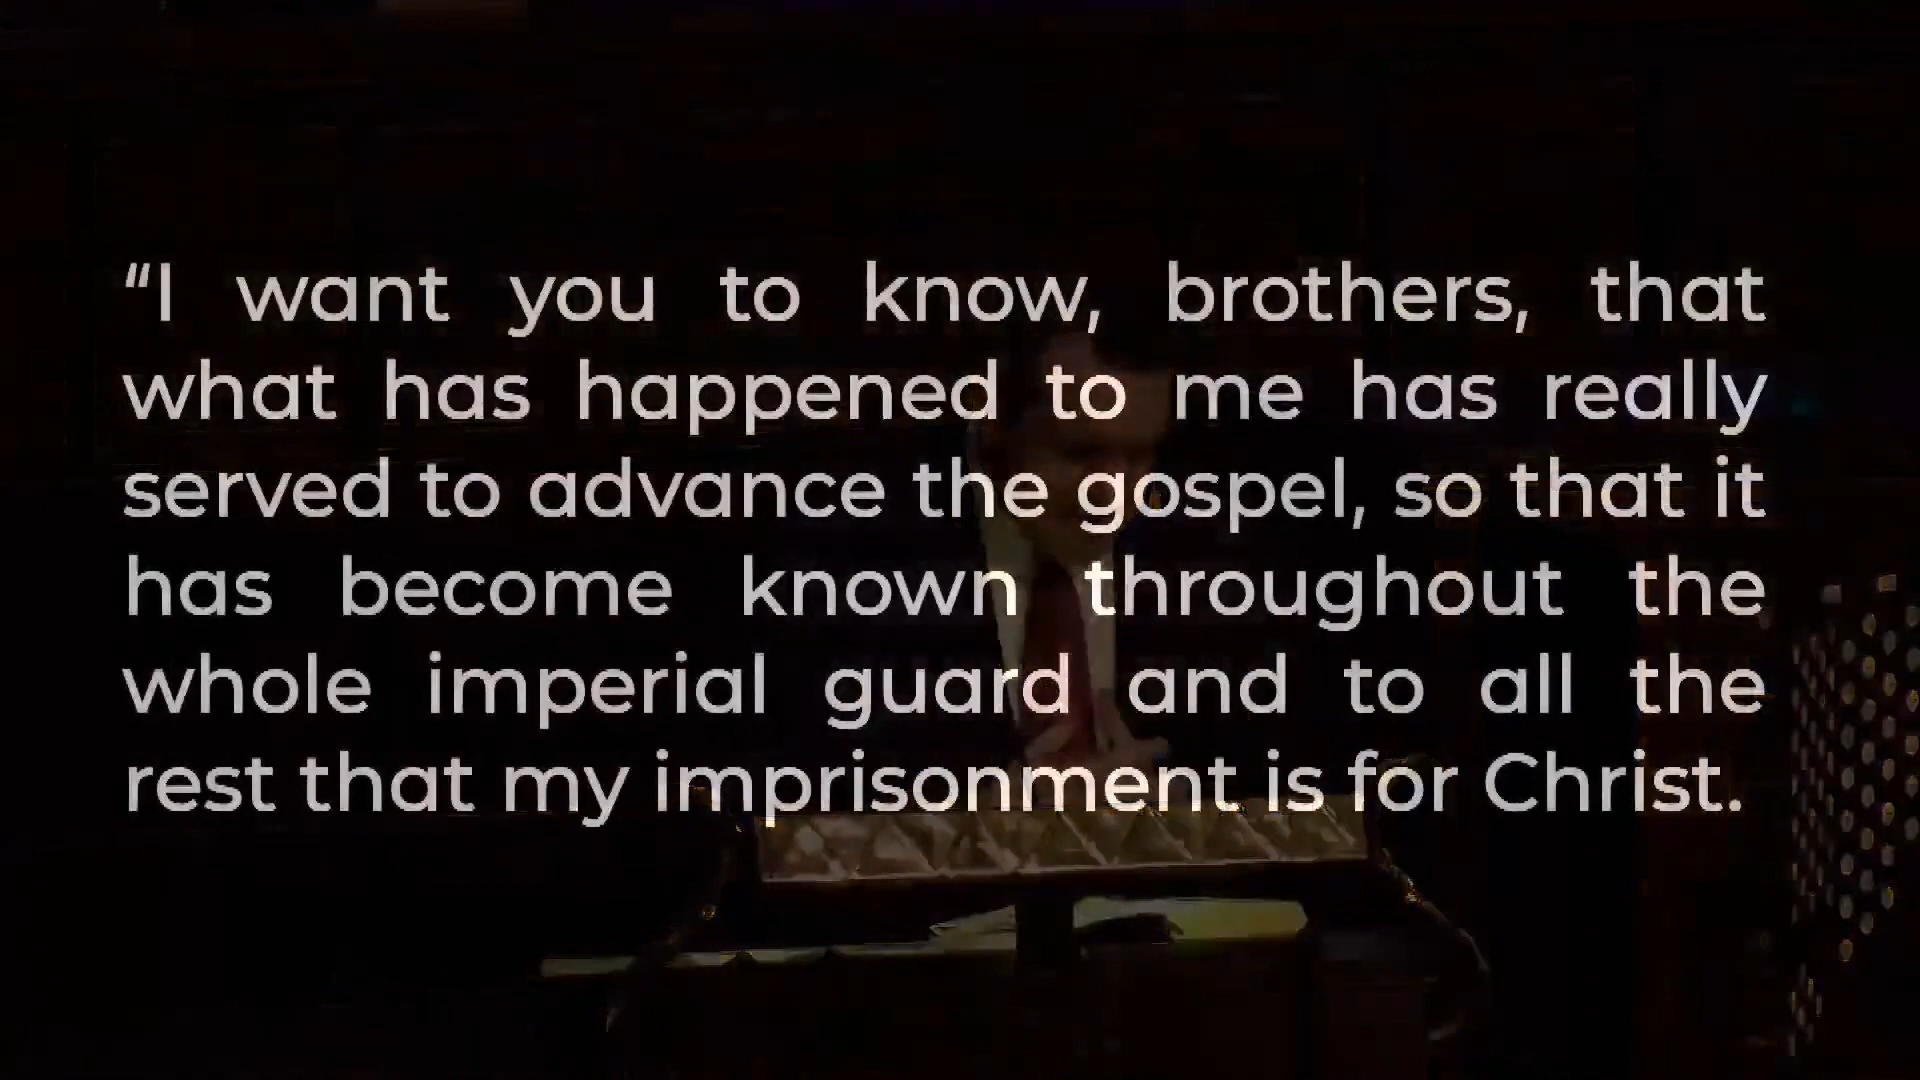 “I want you to know, brothers, that
what has happened to me has really
served to advance the gospel, so that it
has become known throughout the
whole imperial guard and to all the
rest that my imprisonment is for Christ.